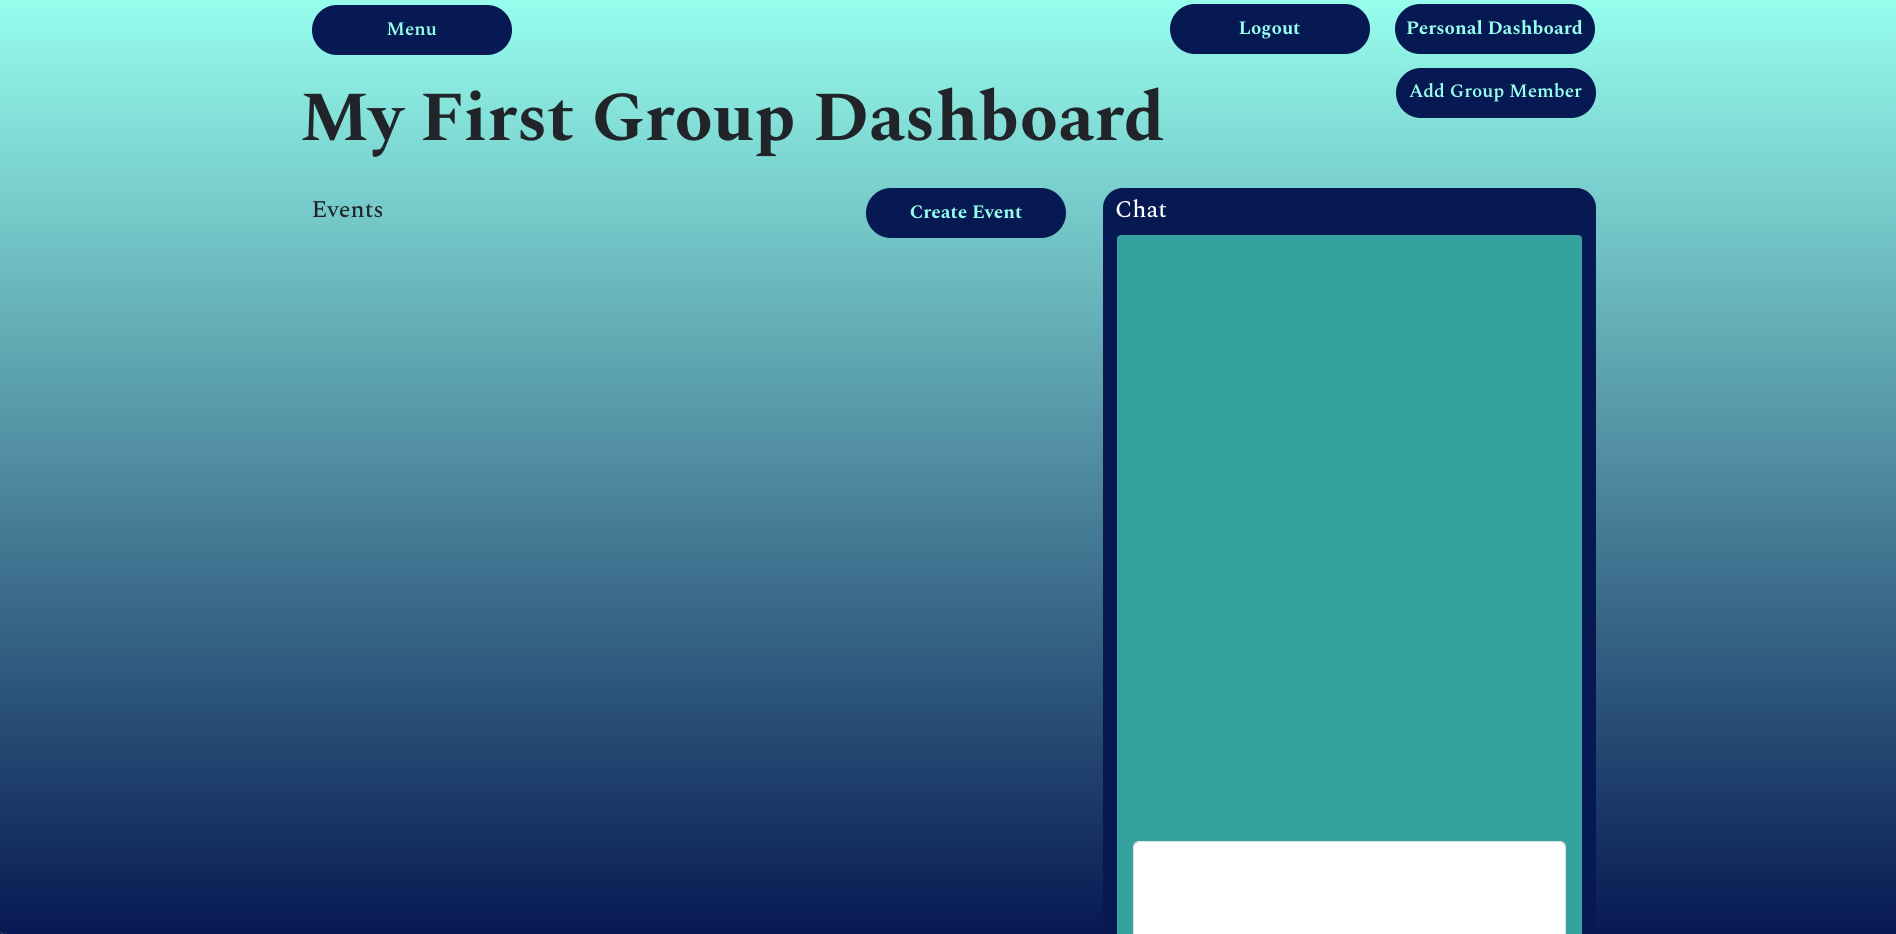 Menu
Logout
Personal Dashboard
My First Group Dashboard
Add Group Member
Events
Create Event
Chat